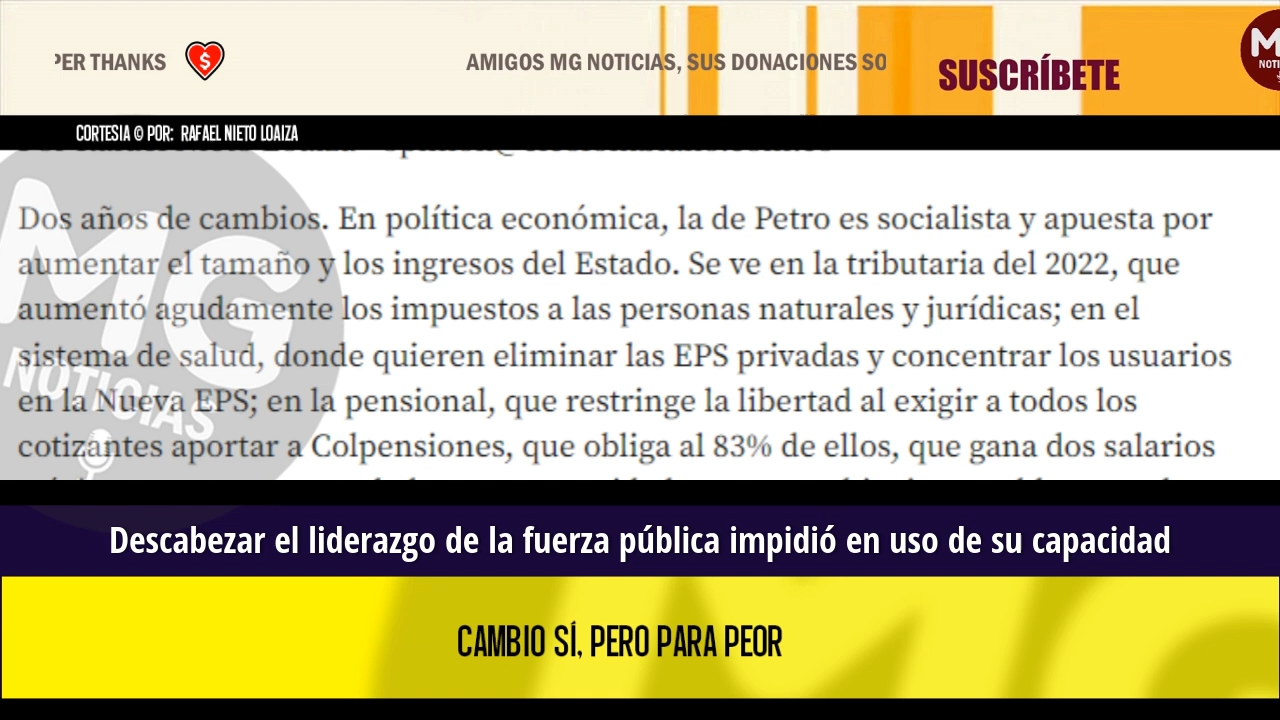 PER THANKS
AMIGOS MG NOTICIAS, SUS DONACIONES SO
SUSCRÍBETE
CORTESIA © POR: RAFAEL NIETO LOAIZA
Dos años de cambios. En política económica, la de Petro es socialista y apuesta por
aumentar el tamaño y los ingresos del Estado. Se ve en la tributaria del 2022, que
aumentó agudamente los impuestos a las personas naturales y jurídicas; en el
sistema de salud, donde quieren eliminar las EPS privadas y concentrar los usuarios
en la Nueva EPS; en la pensional, que restringe la libertad al exigir a todos los
cotizantes aportar a Colpensiones, que obliga al 83% de ellos, que gana dos salarios
MG
NOTICIAS
Descabezar el liderazgo de la fuerza pública impidió en uso de su capacidad
CAMBIO SÍ, PERO PARA PEOR